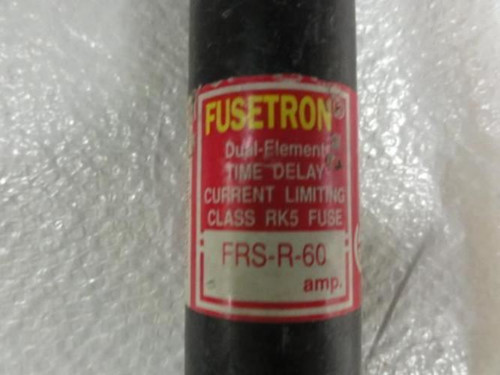 FUSETRON®
Dual-Element
TIME DELAY
CURRENT LIMITING
CLASS RK5 FUSE
FRS-R-60
amp.